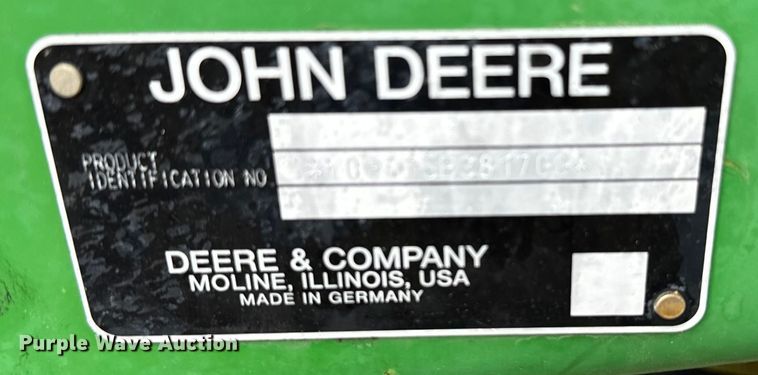 JOHN DEERE
PRODUCT
IDENTIFICATION NO
DEERE & COMPANY
MOLINE, ILLINOIS, USA
MADE IN GERMANY
Purple Wave Auction